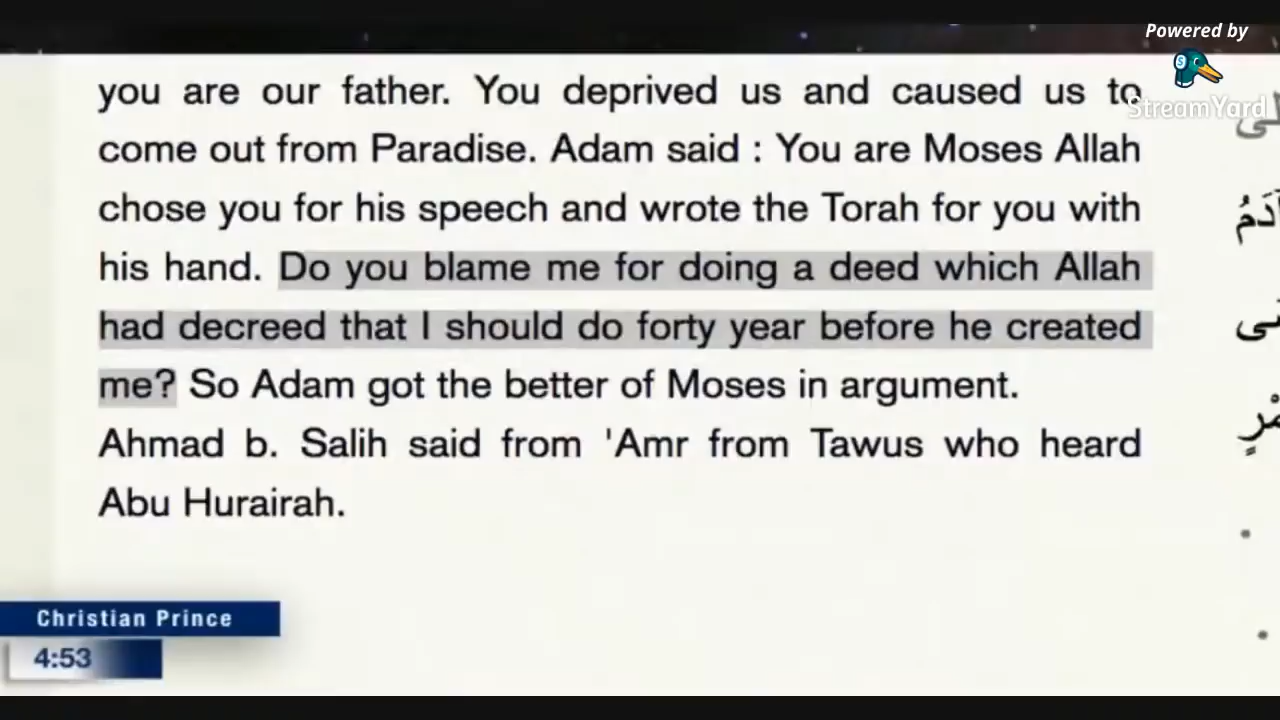 Powered by
StreamYard
you are our father. You deprived us and caused us to
come out from Paradise. Adam said : You are Moses Allah
chose you for his speech and wrote the Torah for you with
his hand. Do you blame me for doing a deed which Allah
had decreed that I should do forty year before he created
me? So Adam got the better of Moses in argument.
Ahmad b. Salih said from 'Amr from Tawus who heard
Abu Hurairah.
Christian Prince
4:53